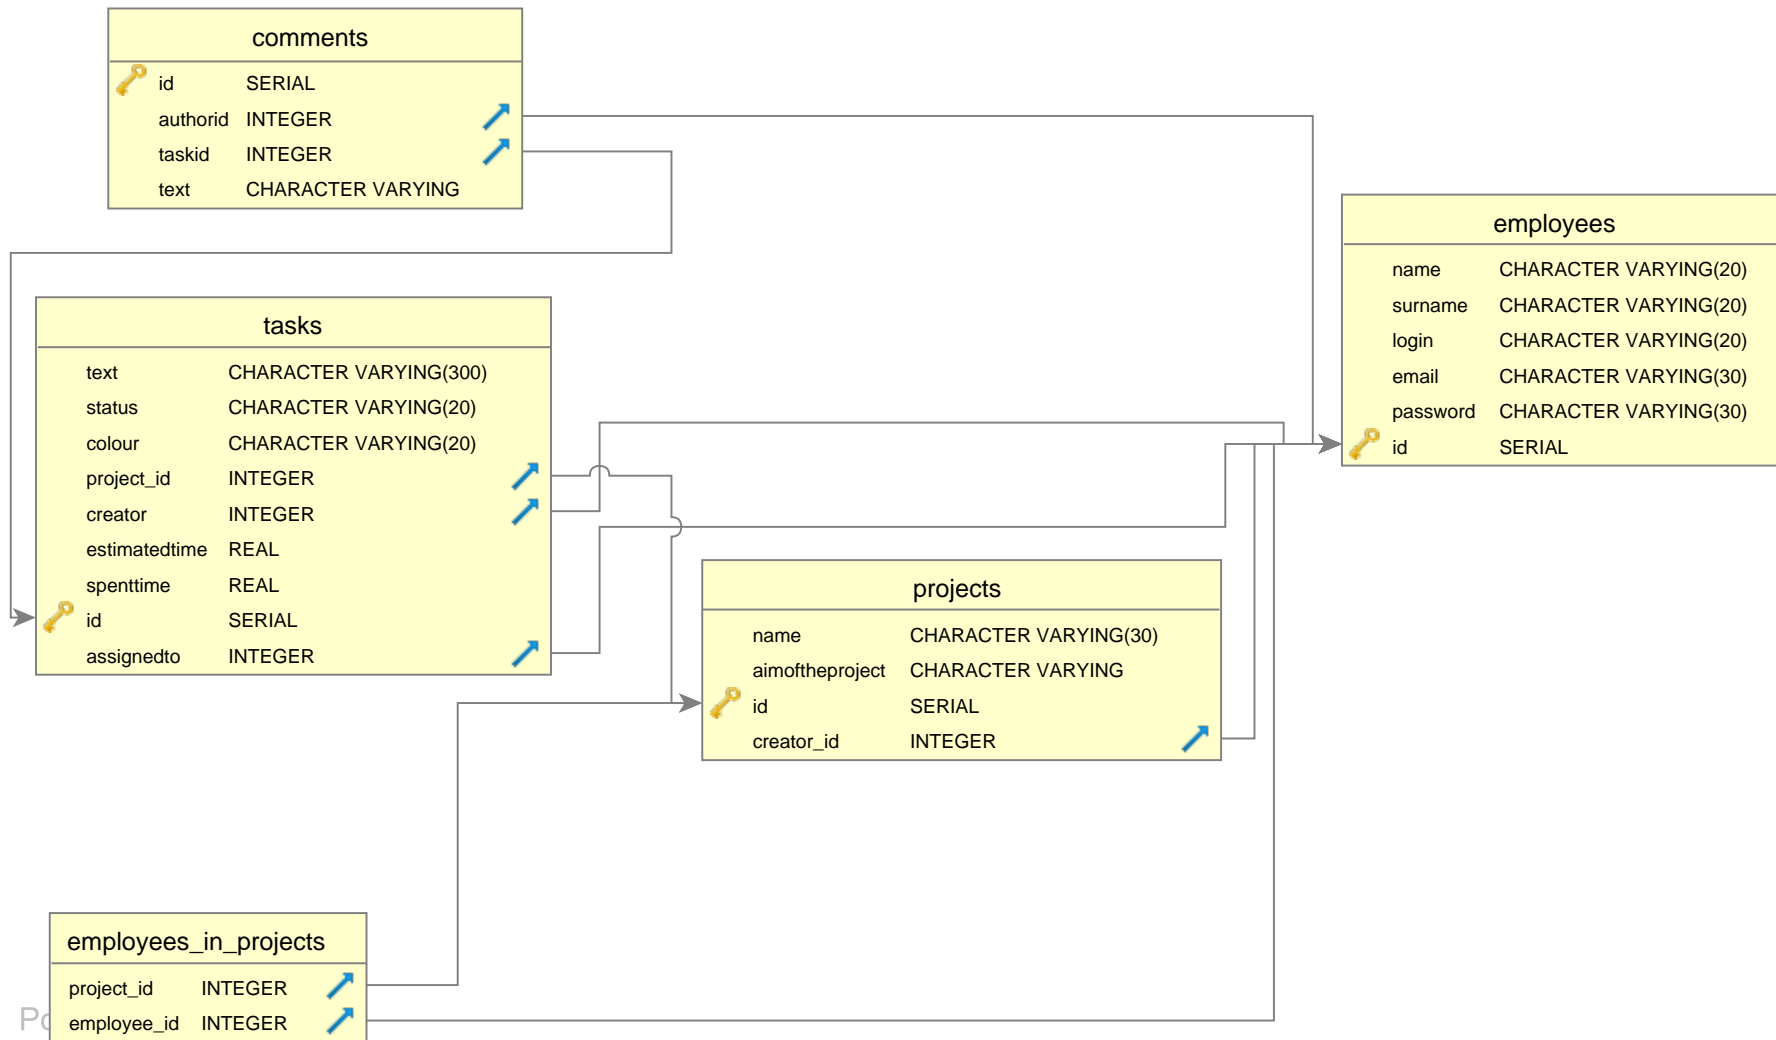 comments
id SERIAL
authorid INTEGER
taskid INTEGER
text CHARACTER VARYING
employees
name CHARACTER VARYING(20)
surname CHARACTER VARYING(20)
login CHARACTER VARYING(20)
email CHARACTER VARYING(30)
password CHARACTER VARYING(30)
id SERIAL
tasks
text CHARACTER VARYING(300)
status CHARACTER VARYING(20)
colour CHARACTER VARYING(20)
project_id INTEGER
creator INTEGER
estimatedtime REAL
spenttime REAL
id SERIAL
assignedto INTEGER
projects
name CHARACTER VARYING(30)
aimoftheproject CHARACTER VARYING
id SERIAL
creator_id INTEGER
employees_in_projects
project_id INTEGER
employee_id INTEGER